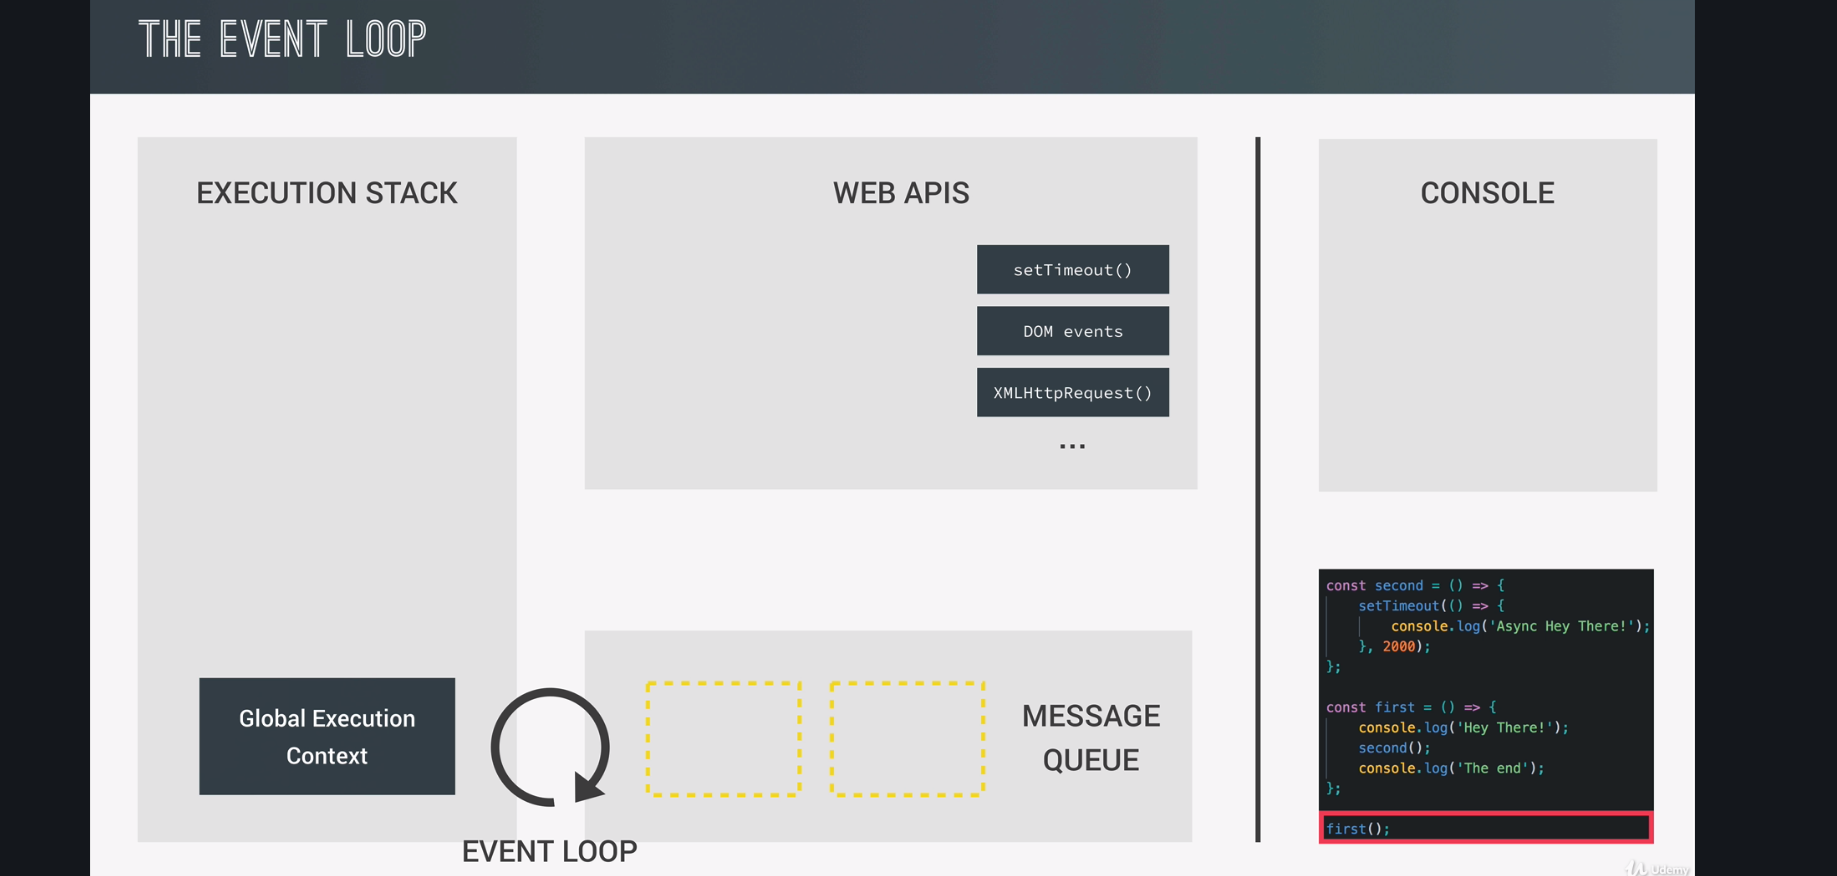 THE EVENT LOOP
EXECUTION STACK
Global Execution
Context
EVENT LOOP
WEB APIS
setTimeout()
DOM events
XMLHttpRequest()
...
MESSAGE
QUEUE
CONSOLE
const second = () => {
    setTimeout(() => {
        console.log('Async Hey There!');
    }, 2000);
};
const first = () => {
    console.log('Hey There!');
    second();
    console.log('The end');
};
first();
Udemy